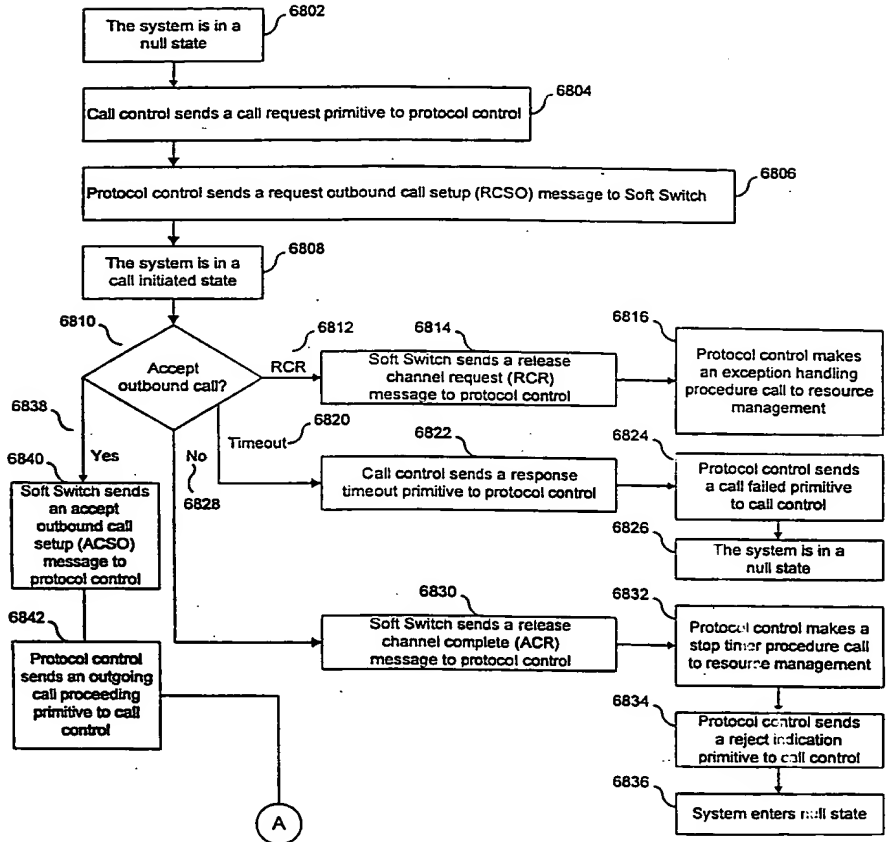 6802
The system is in a
null state
6804
Call control sends a call request primitive to protocol control
6806
Protocol control sends a request outbound call setup (RCSO) message to Soft Switch
6808
The system is in a
call initiated state
6810
Accept
outbound call?
6812
RCR
6814
Soft Switch sends a release
channel request (RCR)
message to protocol control
6816
Protocol control makes
an exception handling
procedure call to resource
management
6820
Timeout
6822
Call control sends a response
timeout primitive to protocol control
6824
Protocol control sends
a call failed primitive
to call control
6826
The system is in a
null state
No
6828
6830
Soft Switch sends a release
channel complete (ACR)
message to protocol control
6832
Protocol control makes a
stop timer procedure call
to resource management
6834
Protocol control sends
a reject indication
primitive to call control
6836
System enters null state
6838
Yes
6840
Soft Switch sends
an accept
outbound call
setup (ACSO)
message to
protocol control
6842
Protocol control
sends an outgoing
call proceeding
primitive to call
control
A